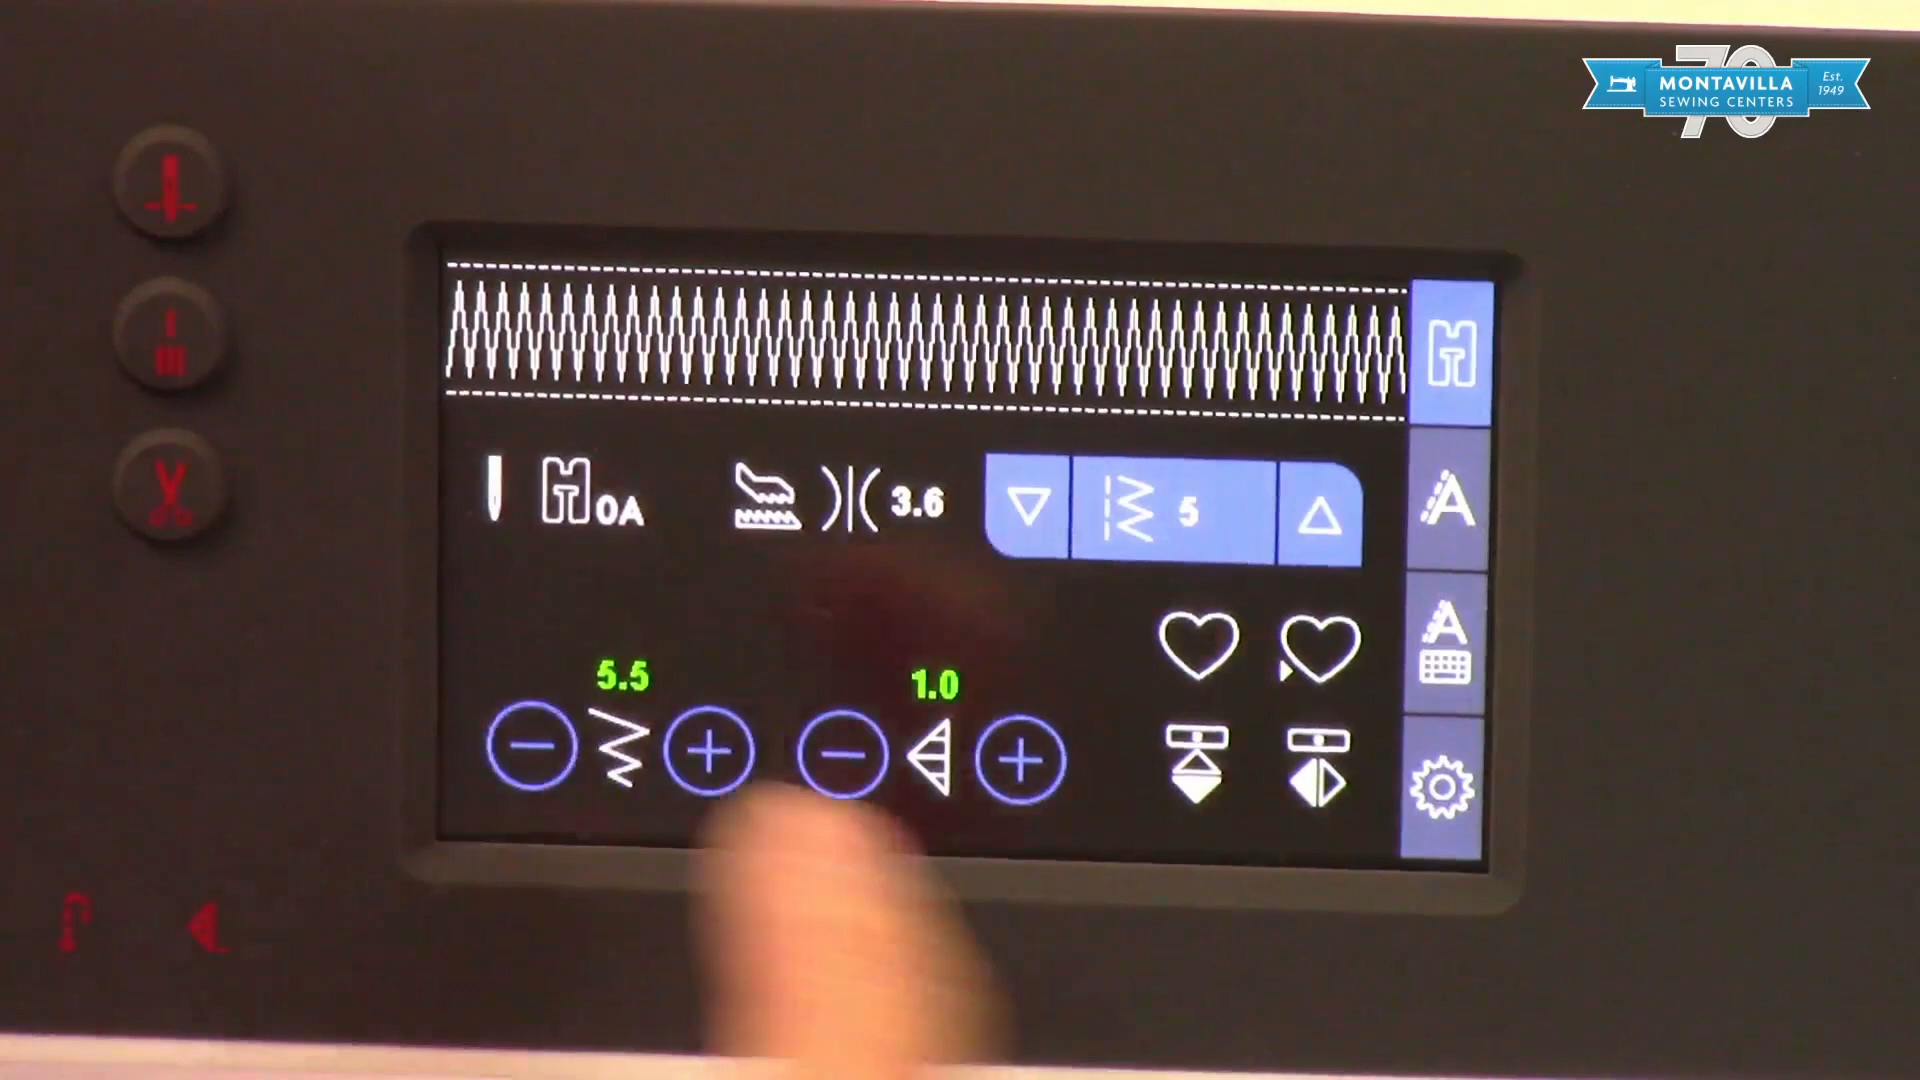 70
MONTAVILLA
SEWING CENTERS
Est.
1949
0A
3.6
5
A
A
5.5
1.0